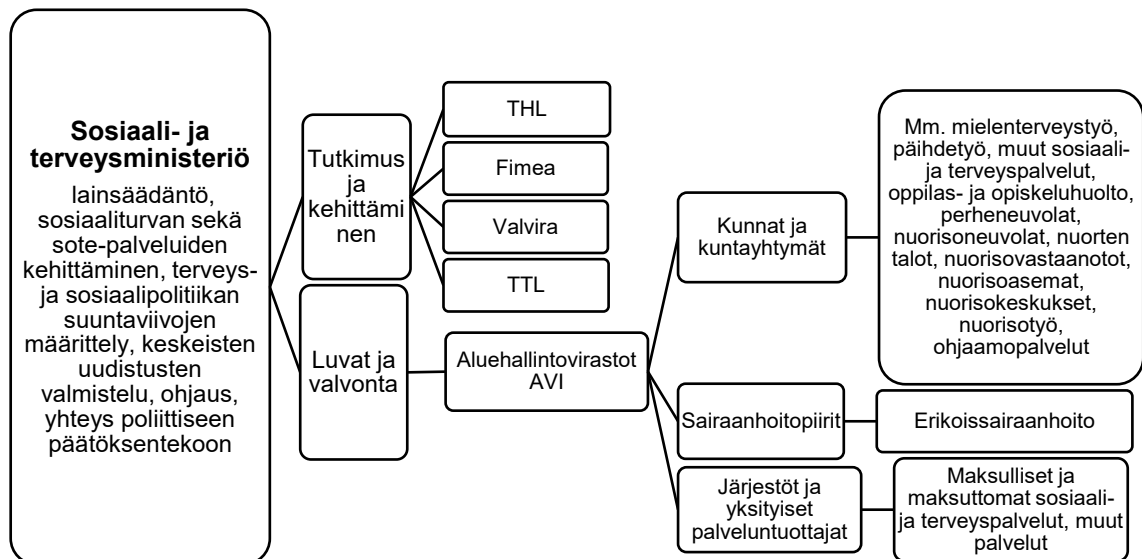 Sosiaali- ja
terveysministeriö
lainsäädäntö,
sosiaaliturvan sekä
sote-palveluiden
kehittäminen, terveys-
ja sosiaalipolitiikan
suuntaviivojen
määrittely, keskeisten
uudistusten
valmistelu, ohjaus,
yhteys poliittiseen
päätöksentekoon
Tutkimus
ja
kehittämi
nen
Luvat ja
valvonta
THL
Fimea
Valvira
TTL
Aluehallintovirastot
AVI
Kunnat ja
kuntayhtymät
Sairaanhoitopiirit
Järjestöt ja
yksityiset
palveluntuottajat
Mm. mielenterveystyö,
päihdetyö, muut sosiaali-
ja terveyspalvelut,
oppilas- ja opiskeluhuolto,
perheneuvolat,
nuorisoneuvolat, nuorten
talot, nuorisovastaanotot,
nuorisoasemat,
nuorisokeskukset,
nuorisotyö,
ohjaamopalvelut
Erikoissairaanhoito
Maksulliset ja
maksuttomat sosiaali-
ja terveyspalvelut, muut
palvelut